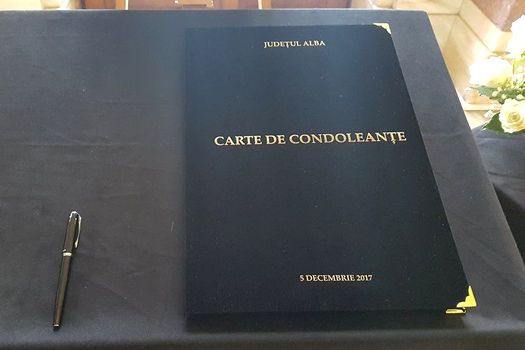 JUDEȚUL ALBA
CARTE DE CONDOLEANȚE
5 DECEMBRIE 2017